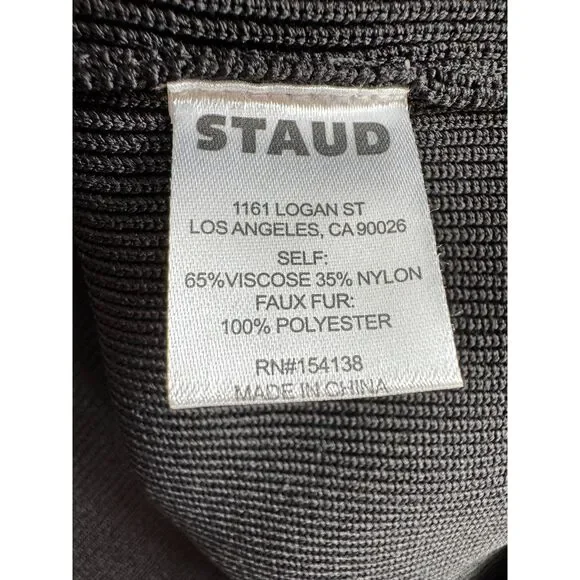 STAUD
1161 LOGAN ST
LOS ANGELES, CA 90026
SELF:
65%VISCOSE 35% NYLON
FAUX FUR:
100% POLYESTER
RN#154138
MADE IN CHINA